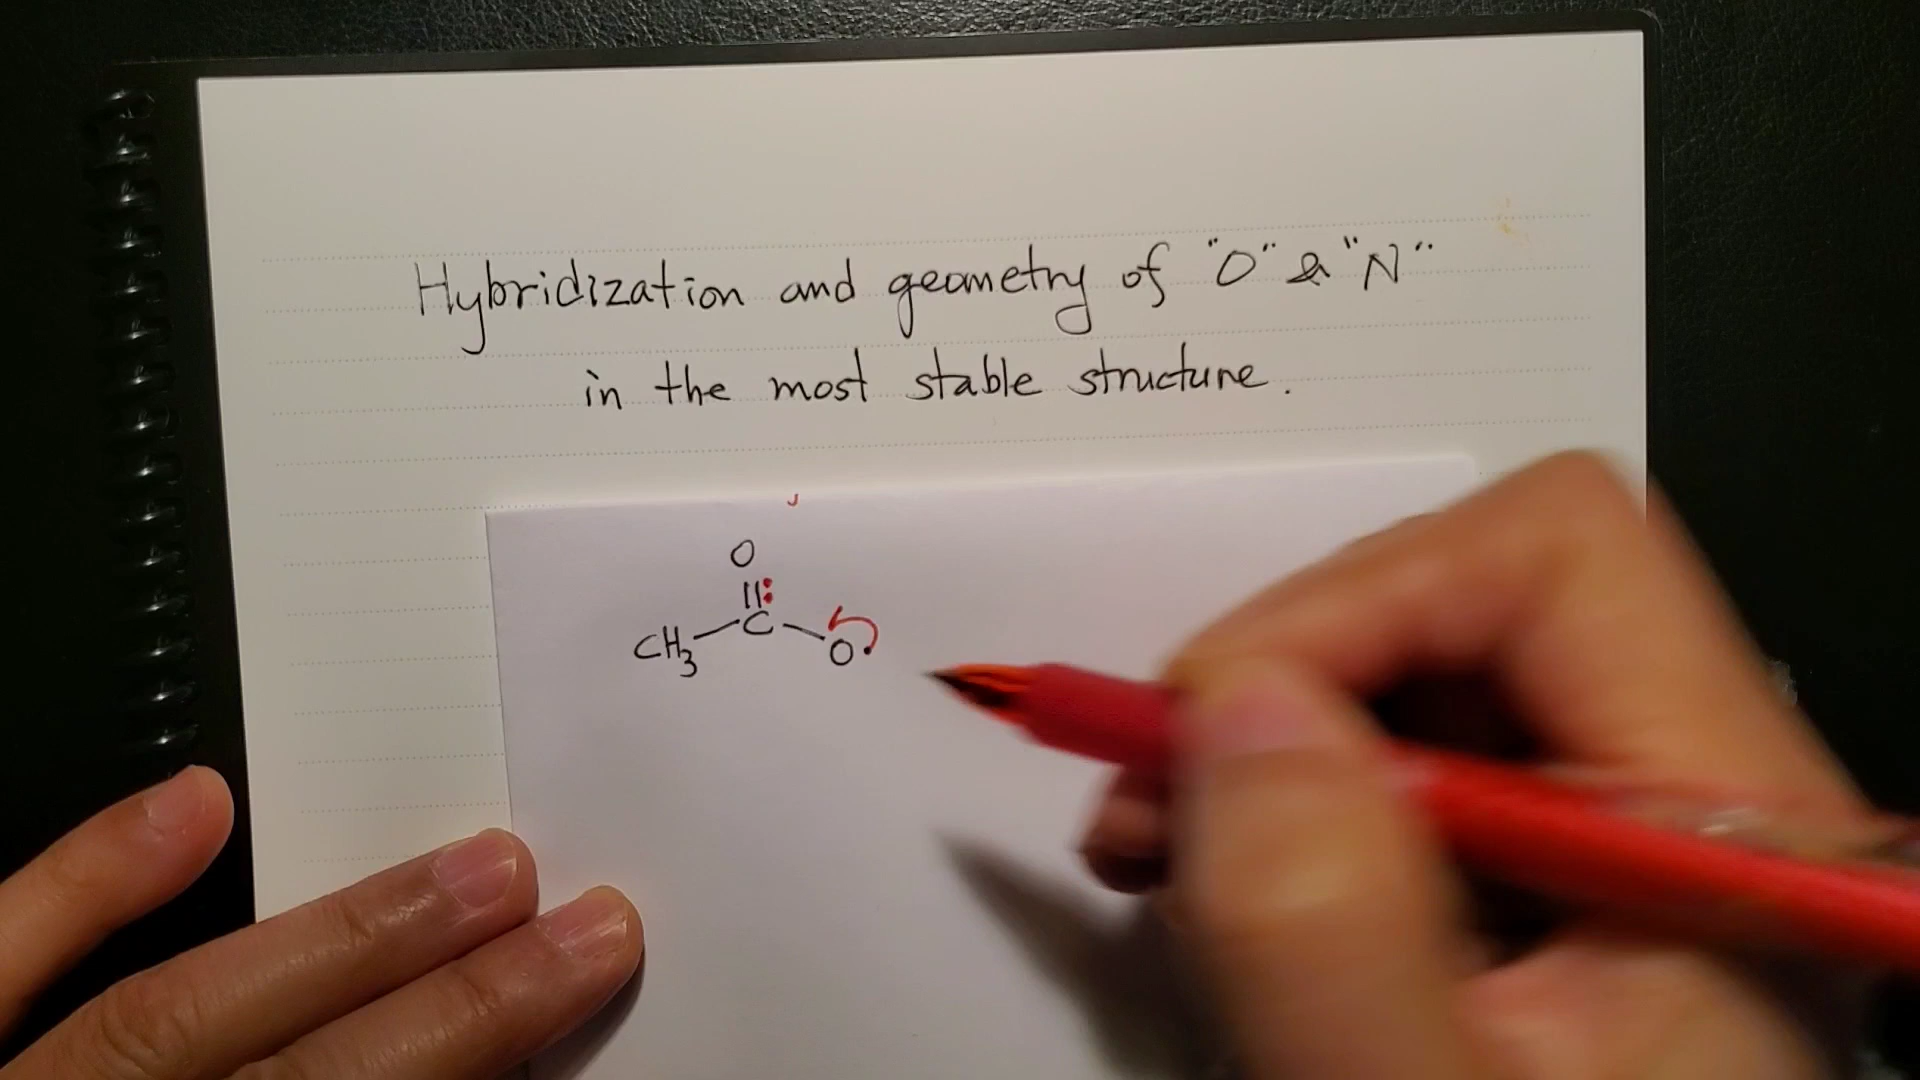 Hybridization and geometry of "O" & "N"
in the most stable structure.
O
CH3 C O